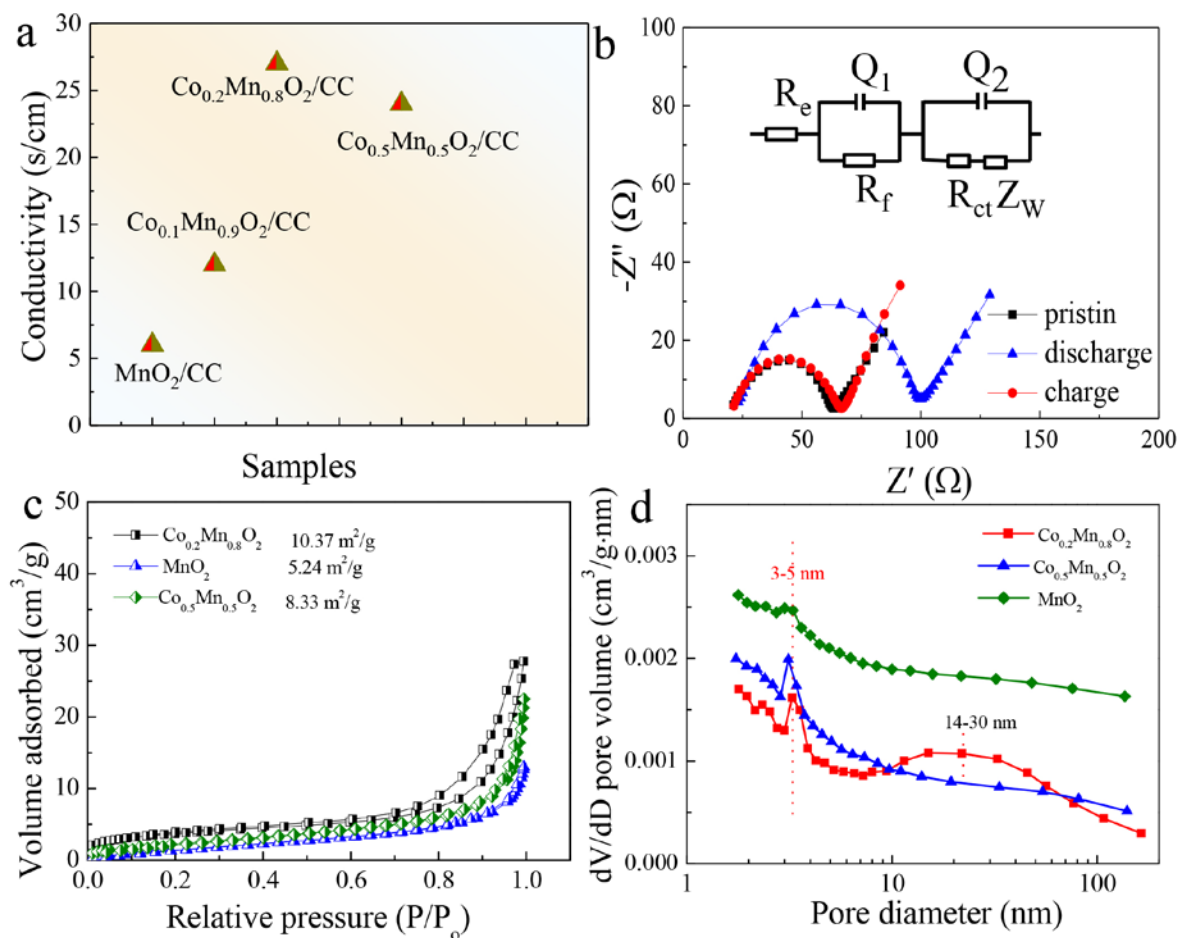 a
30
25
20
15
10
5
0
Conductivity (s/cm)
Co0.2Mn0.8O2/CC
Co0.5Mn0.5O2/CC
Co0.1Mn0.9O2/CC
MnO2/CC
Samples
b
100
80
60
40
20
0
-Z'' (Ω)
Q1
Q2
Re
Rf
Rct ZW
pristin
discharge
charge
0 50 100 150 200
Z' (Ω)
c
50
40
30
20
10
0
Volume adsorbed (cm3/g)
Co0.2Mn0.8O2 10.37 m2/g
MnO2 5.24 m2/g
Co0.5Mn0.5O2 8.33 m2/g
0.0 0.2 0.4 0.6 0.8 1.0
Relative pressure (P/Po)
d
0.003
0.002
0.001
0.000
dV/dD pore volume (cm3/g·nm)
Co0.2Mn0.8O2
Co0.5Mn0.5O2
MnO2
3-5 nm
14-30 nm
1 10 100
Pore diameter (nm)